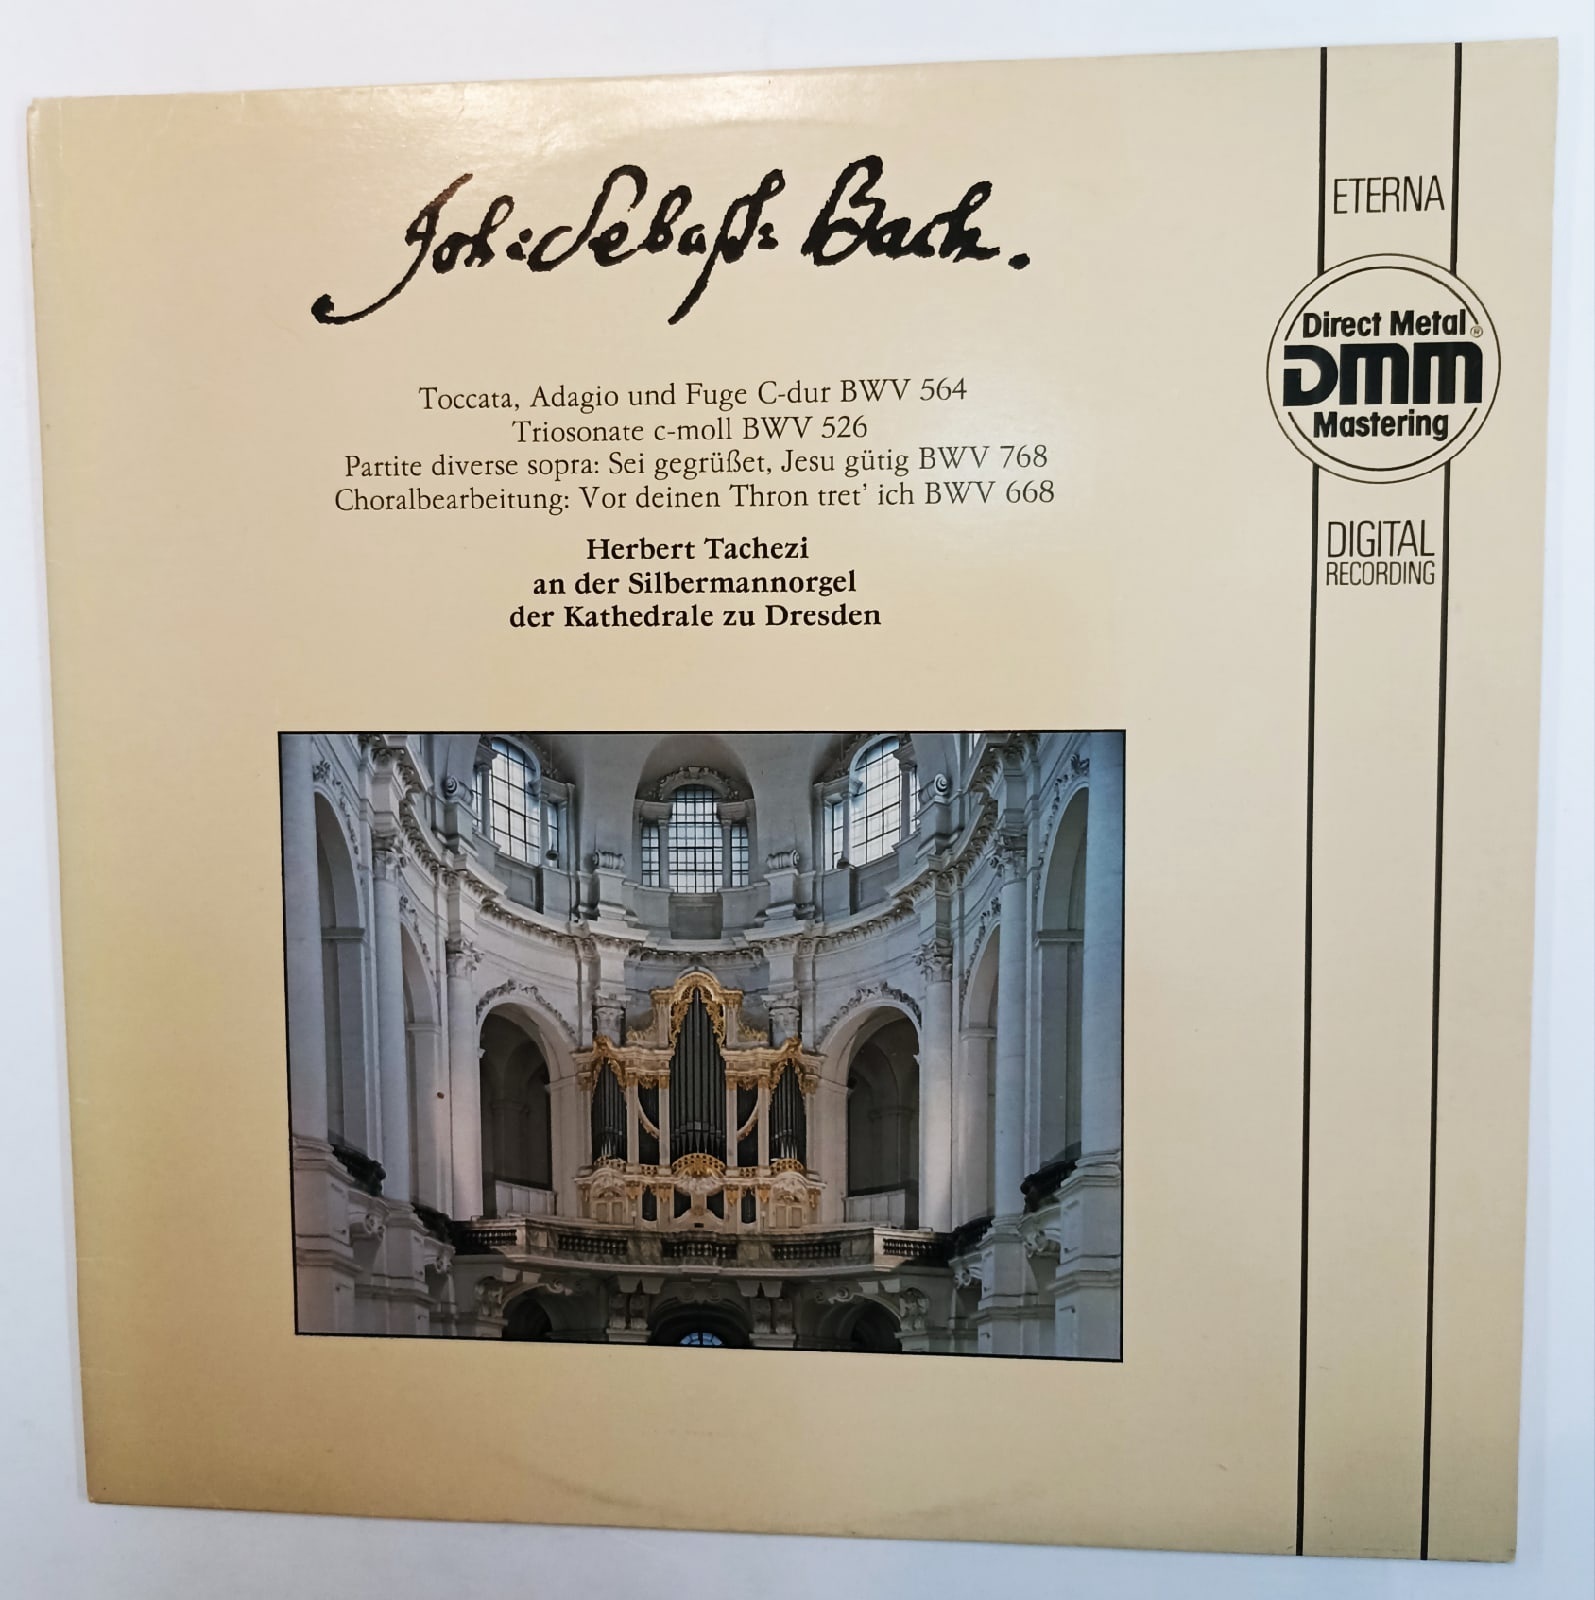 Joh: Sebast: Bach.
Toccata, Adagio und Fuge C-dur BWV 564
Triosonate c-moll BWV 526
Partite diverse sopra: Sei gegrüßet, Jesu gütig BWV 768
Choralbearbeitung: Vor deinen Thron tret' ich BWV 668
Herbert Tachezi
an der Silbermannorgel
der Kathedrale zu Dresden
ETERNA
Direct Metal®
DMM
Mastering
DIGITAL
RECORDING